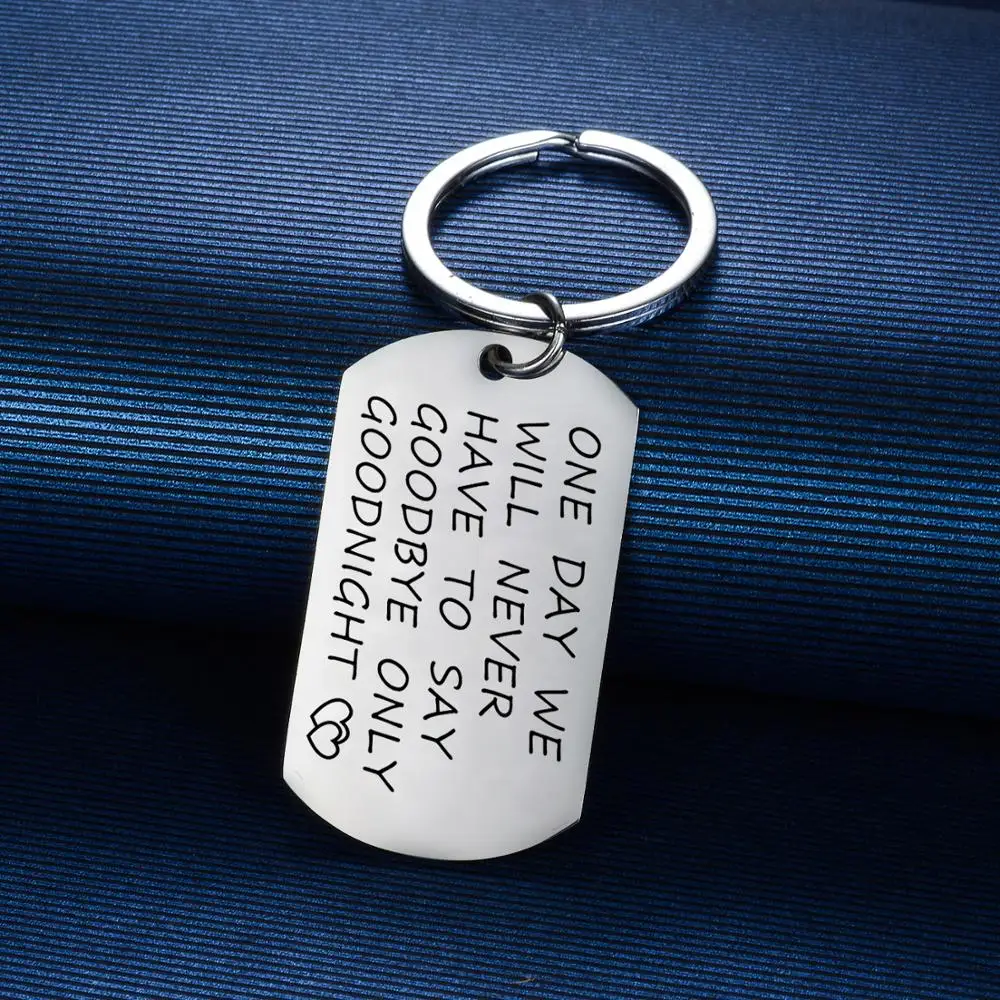 ONE DAY WE
WILL NEVER
HAVE TO SAY
GOODBYE ONLY
GOODNIGHT